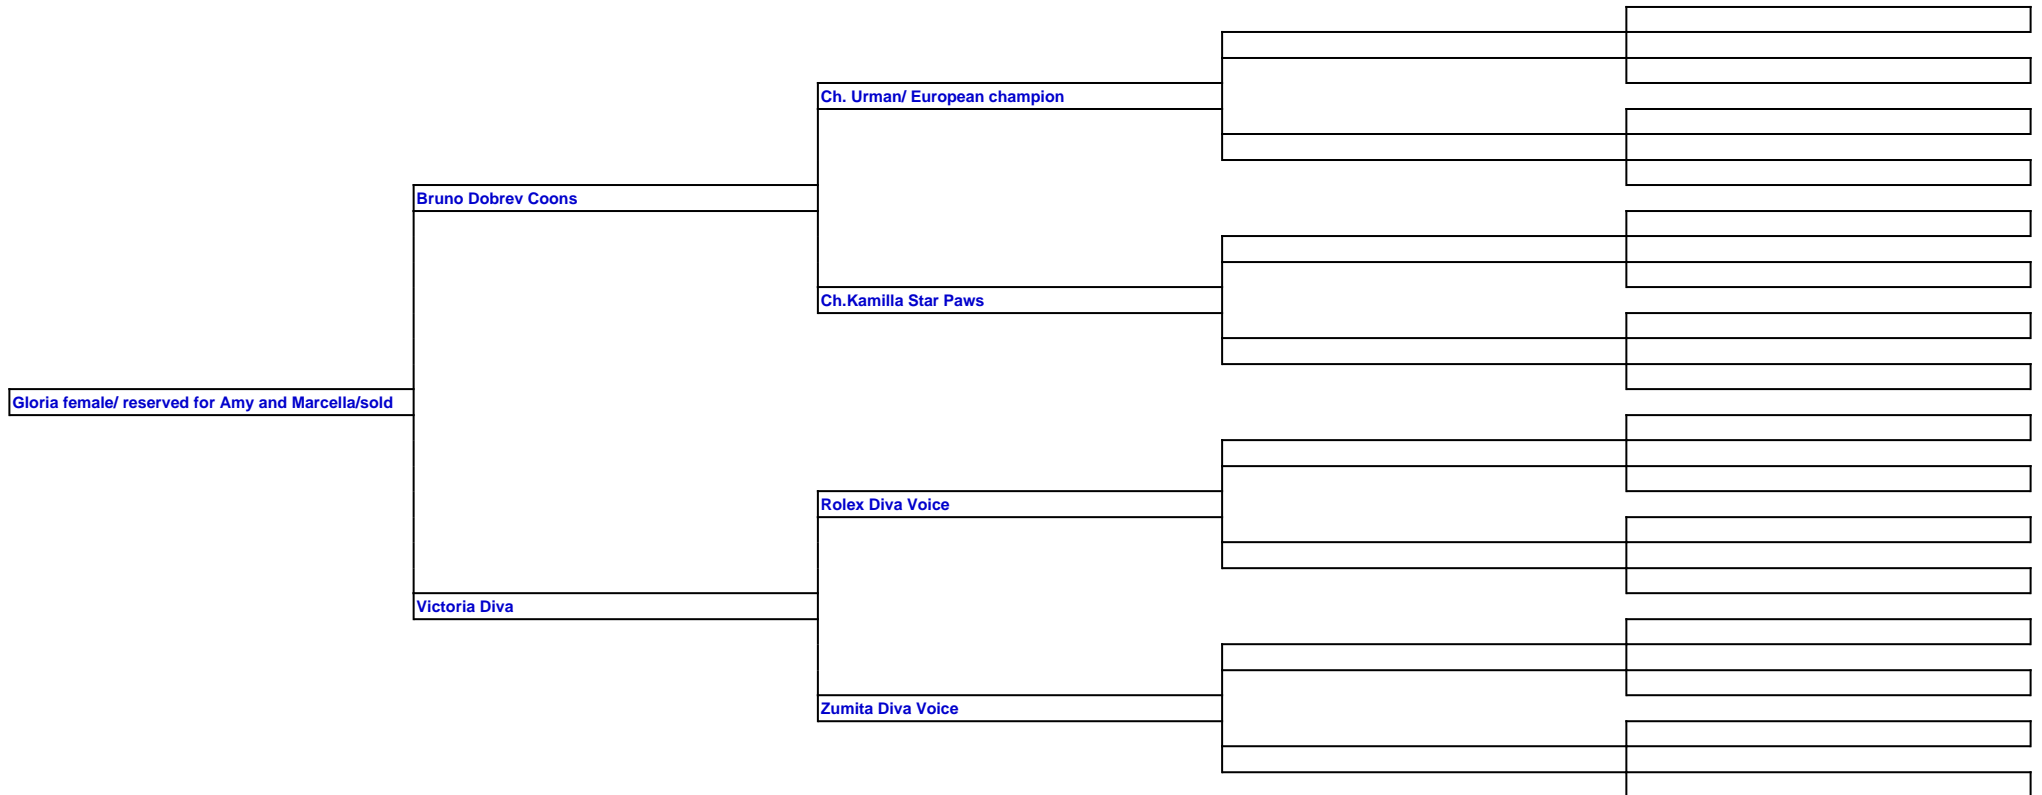 Ch. Urman/ European champion
Bruno Dobrev Coons
Ch.Kamilla Star Paws
Gloria female/ reserved for Amy and Marcella/sold
Rolex Diva Voice
Victoria Diva
Zumita Diva Voice